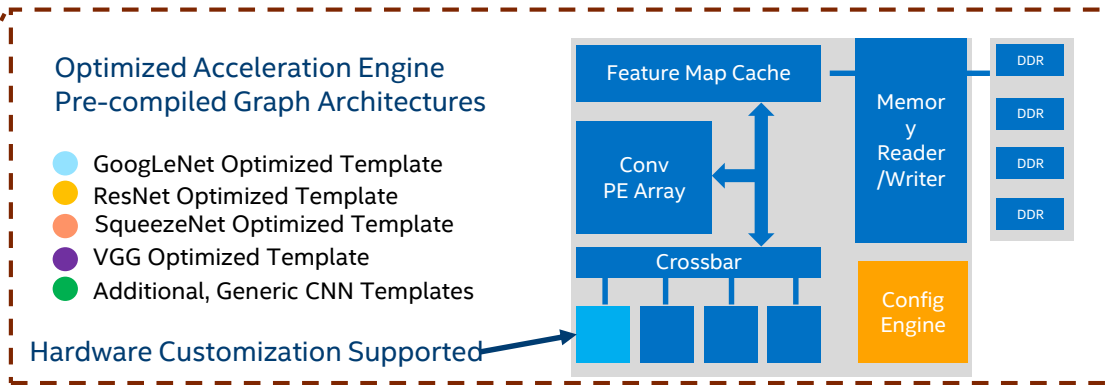 Optimized Acceleration Engine
Pre-compiled Graph Architectures
GoogLeNet Optimized Template
ResNet Optimized Template
SqueezeNet Optimized Template
VGG Optimized Template
Additional, Generic CNN Templates
Hardware Customization Supported
Feature Map Cache
Conv
PE Array
Crossbar
Memor
y
Reader
/Writer
Config
Engine
DDR
DDR
DDR
DDR